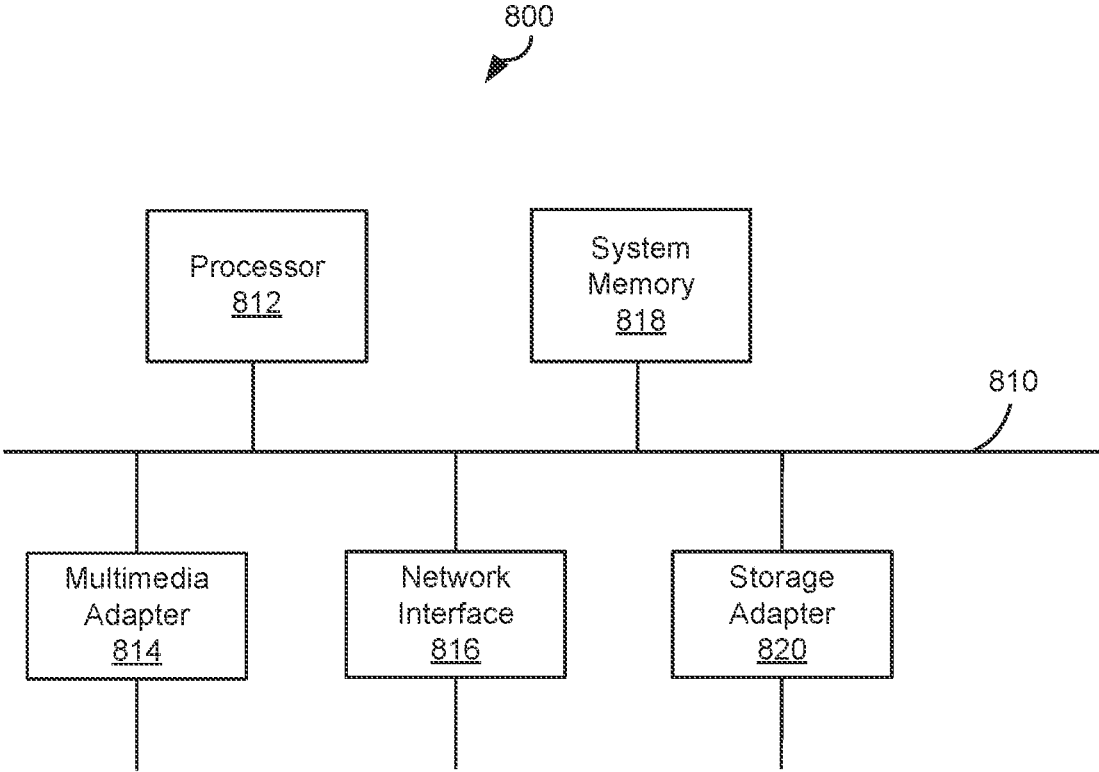 800
Processor
812
System
Memory
818
810
Multimedia
Adapter
814
Network
Interface
816
Storage
Adapter
820